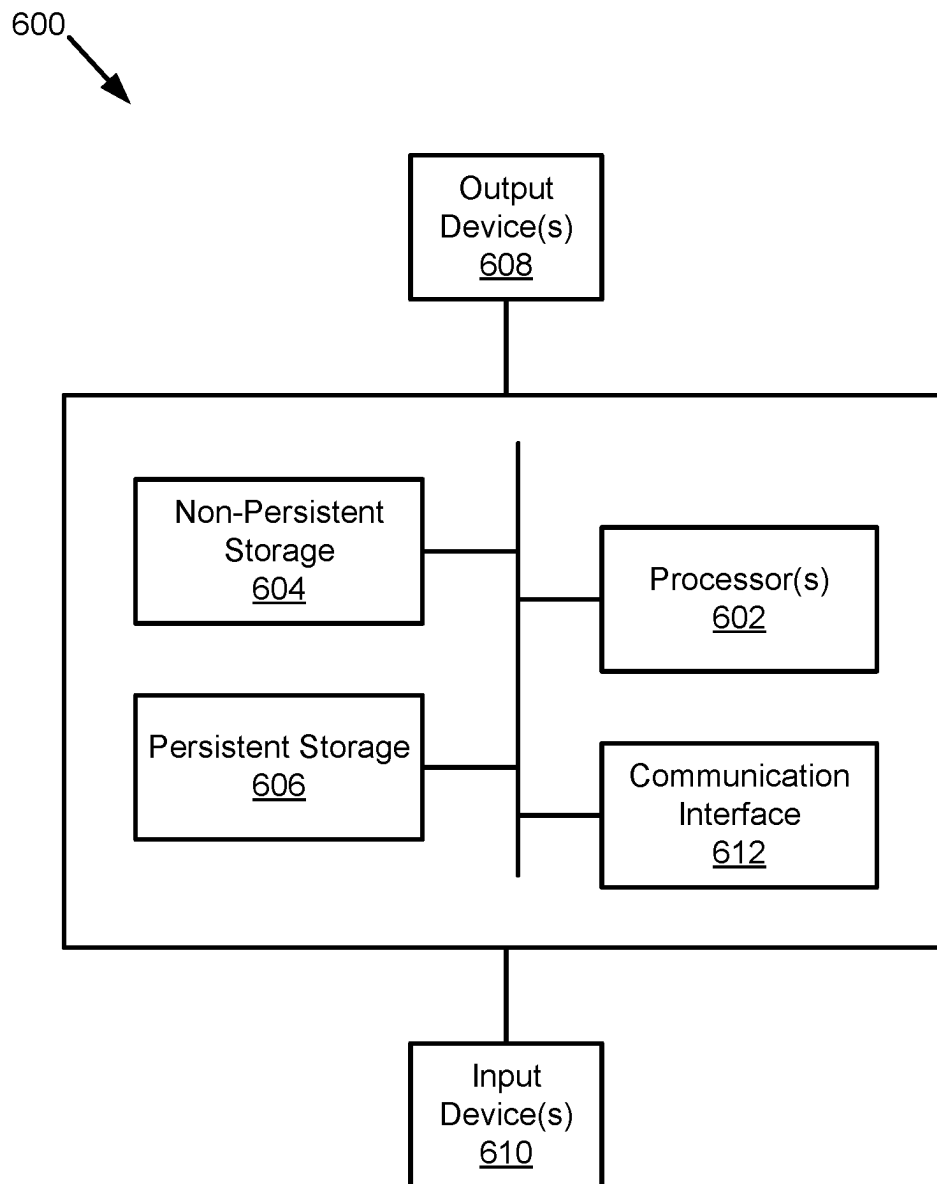 600
Output
Device(s)
608
Non-Persistent
Storage
604
Processor(s)
602
Persistent Storage
606
Communication
Interface
612
Input
Device(s)
610